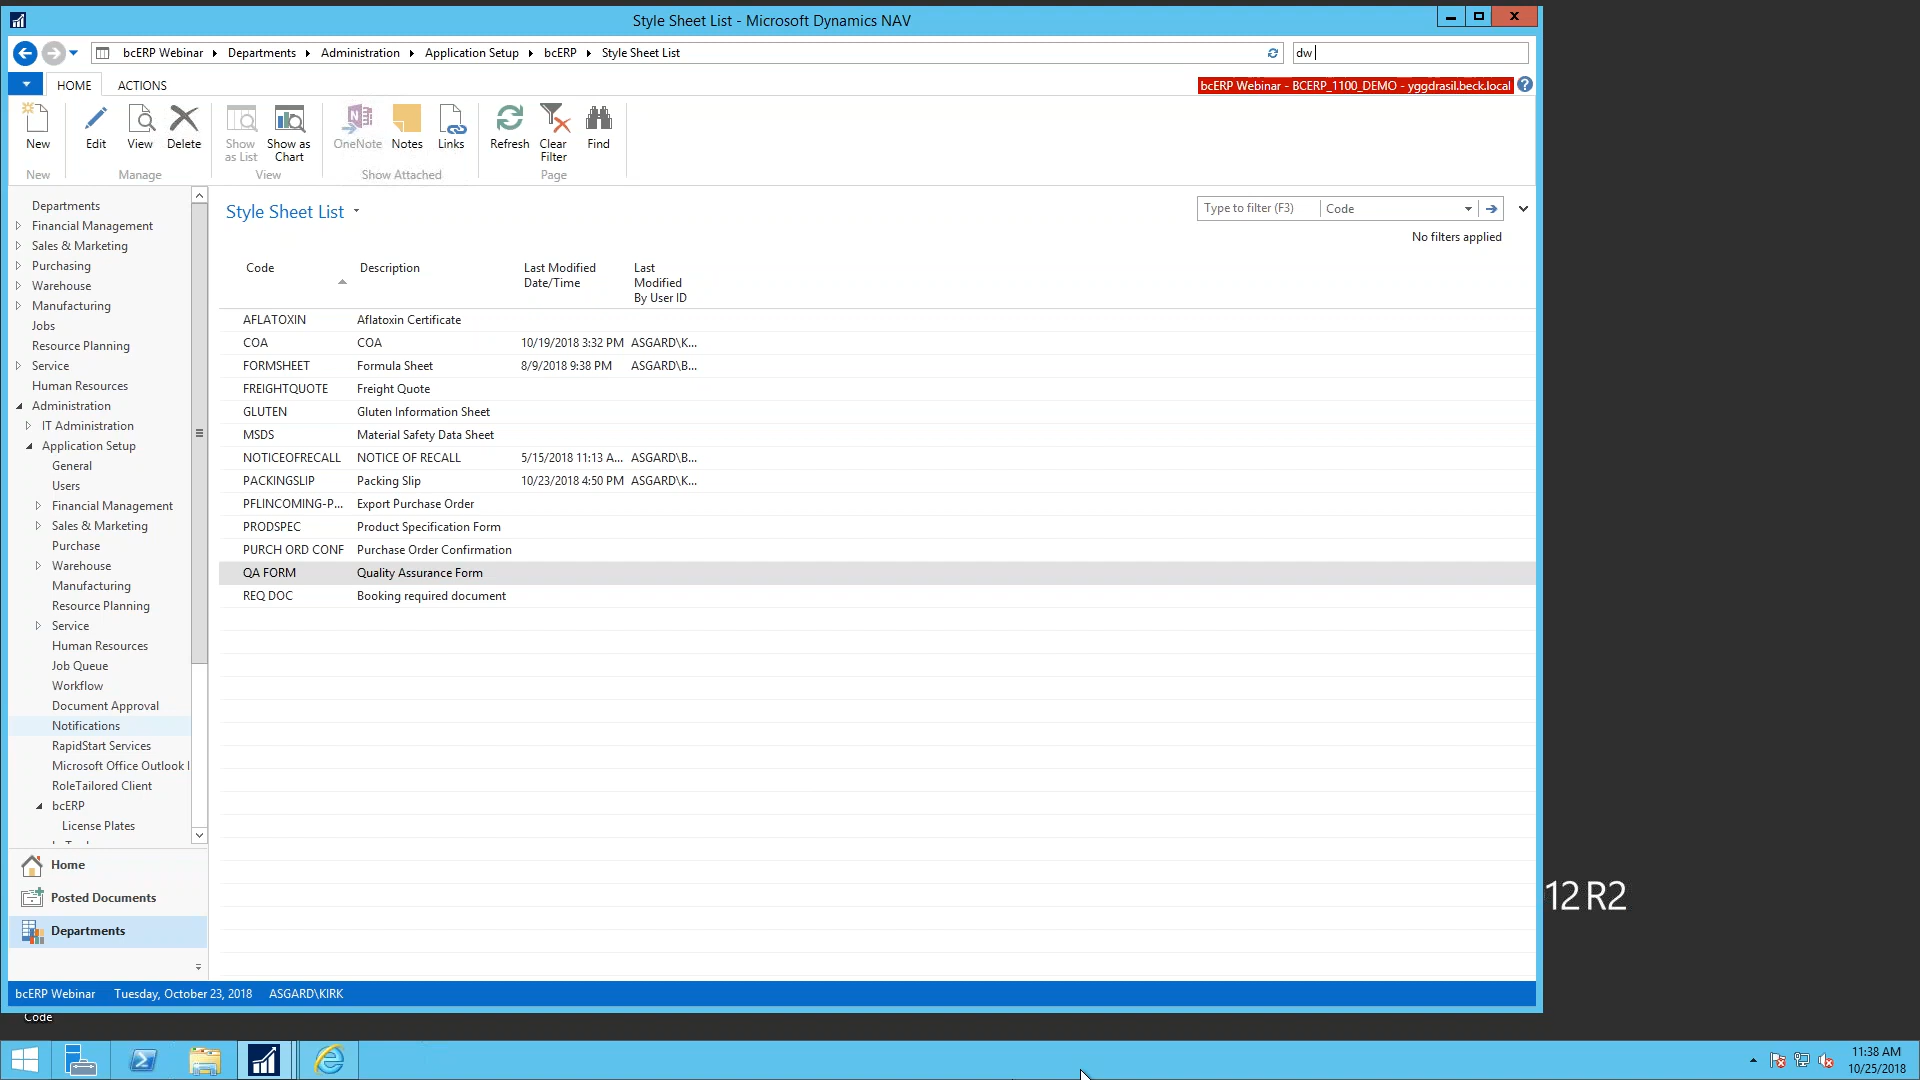 Style Sheet List - Microsoft Dynamics NAV
bcERP Webinar Departments Administration Application Setup bcERP Style Sheet List
dw
HOME ACTIONS
bcERP Webinar - BCERP_1100_DEMO - yggdrasil.beck.local
New
Edit
View
Delete
Show as List
Show as Chart
OneNote
Notes
Links
Refresh
Clear Filter
Find
New
Manage
View
Show Attached
Page
Departments
Financial Management
Sales & Marketing
Purchasing
Warehouse
Manufacturing
Jobs
Resource Planning
Service
Human Resources
Administration
IT Administration
Application Setup
General
Users
Financial Management
Sales & Marketing
Purchase
Warehouse
Manufacturing
Resource Planning
Service
Human Resources
Job Queue
Workflow
Document Approval
Notifications
RapidStart Services
Microsoft Office Outlook
RoleTailored Client
bcERP
License Plates
Home
Posted Documents
Departments
Style Sheet List
Type to filter (F3) Code
No filters applied
Code Description Last Modified Date/Time Last Modified By User ID
AFLATOXIN Aflatoxin Certificate
COA COA 10/19/2018 3:32 PM ASGARD\K...
FORMSHEET Formula Sheet 8/9/2018 9:38 PM ASGARD\B...
FREIGHTQUOTE Freight Quote
GLUTEN Gluten Information Sheet
MSDS Material Safety Data Sheet
NOTICEOFRECALL NOTICE OF RECALL 5/15/2018 11:13 A... ASGARD\B...
PACKINGSLIP Packing Slip 10/23/2018 4:50 PM ASGARD\K...
PFLINCOMING-P... Export Purchase Order
PRODSPEC Product Specification Form
PURCH ORD CONF Purchase Order Confirmation
QA FORM Quality Assurance Form
REQ DOC Booking required document
bcERP Webinar Tuesday, October 23, 2018 ASGARD\KIRK
Code
12 R2
11:38 AM
10/25/2018